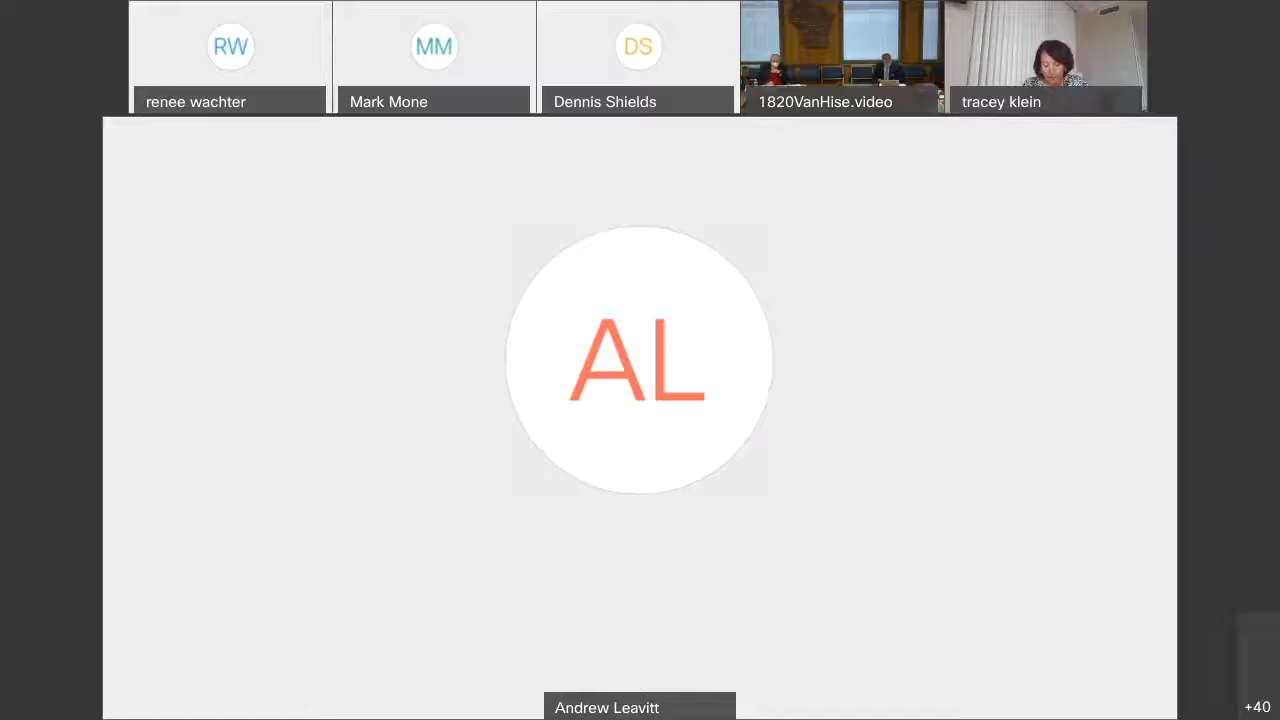 RW
MM
DS
renee wachter
Mark Mone
Dennis Shields
1820VanHise.video
tracey klein
AL
Andrew Leavitt
+40